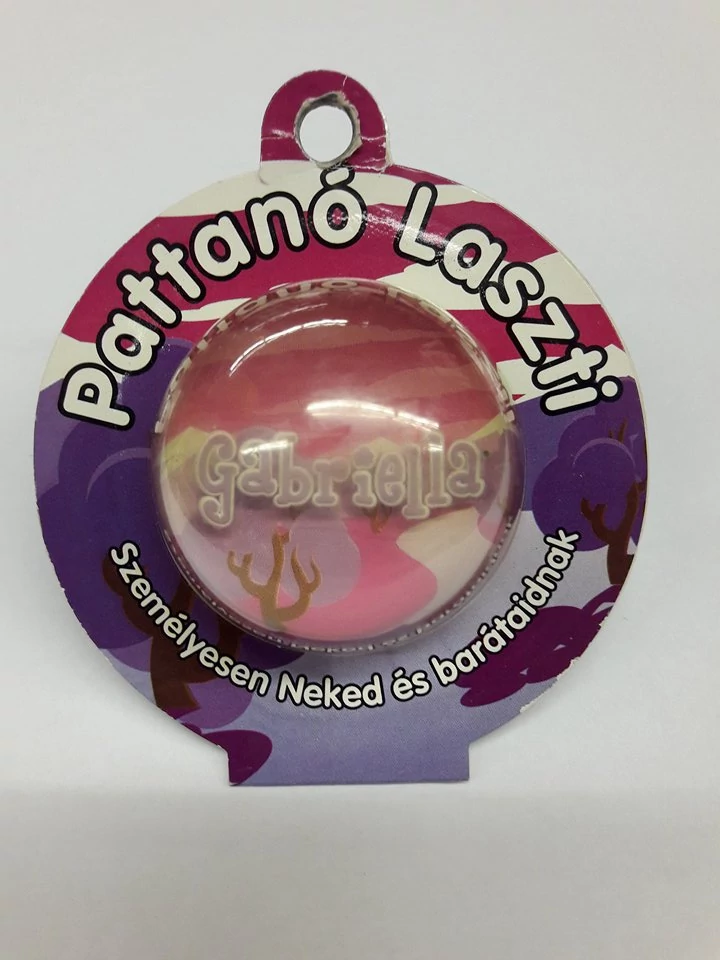 Pattanó Laszti
Gabriella
Személyesen Neked és barátaidnak